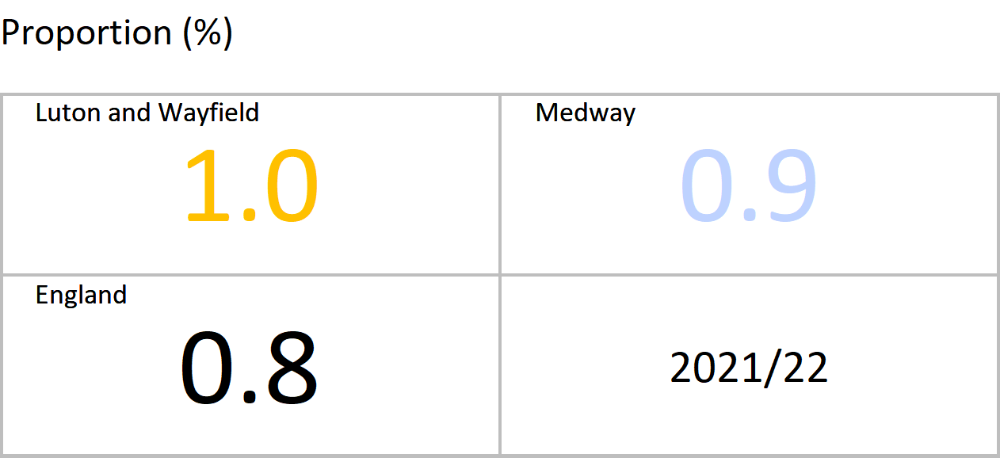 Proportion (%)
Luton and Wayfield
1.0
Medway
0.9
England
0.8
2021/22